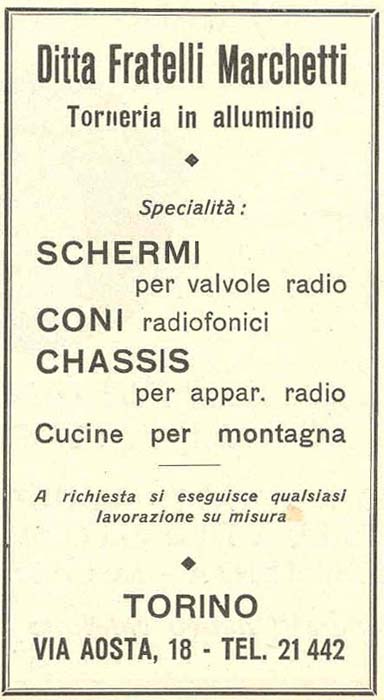 Ditta Fratelli Marchetti
Torneria in alluminio
Specialità :
SCHERMI
per valvole radio
CONI radiofonici
CHASSIS
per appar. radio
Cucine per montagna
A richiesta si eseguisce qualsiasi
lavorazione su misura
TORINO
VIA AOSTA, 18 - TEL. 21 442